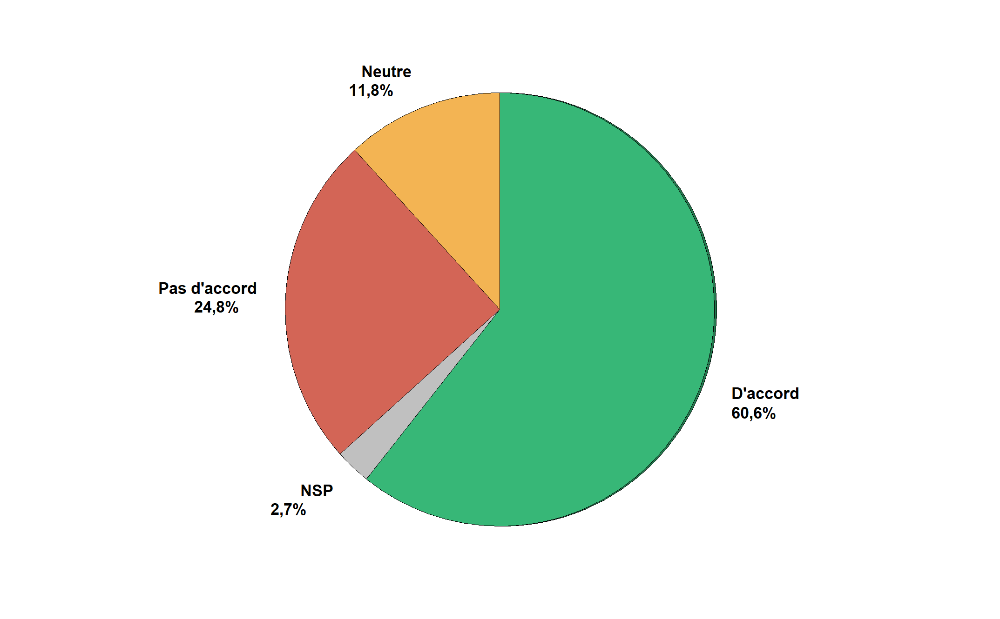 Neutre
11,8%
Pas d'accord
24,8%
D'accord
60,6%
NSP
2,7%